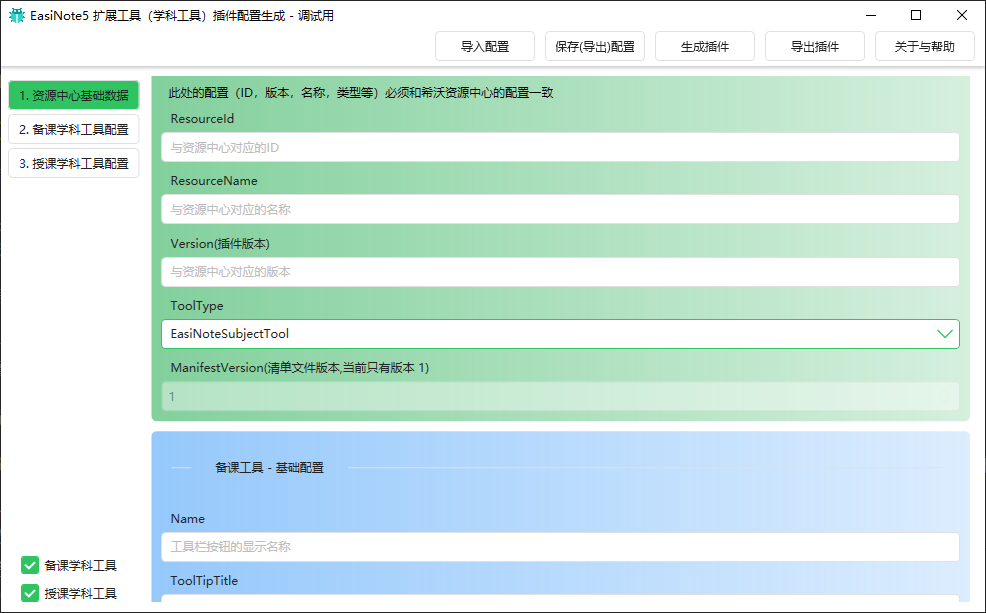 EasiNote5 扩展工具（学科工具）插件配置生成 - 调试用
导入配置
保存(导出)配置
生成插件
导出插件
关于与帮助
1. 资源中心基础数据
2. 备课学科工具配置
3. 授课学科工具配置
此处的配置（ID，版本，名称，类型等）必须和希沃资源中心的配置一致
ResourceId
与资源中心对应的ID
ResourceName
与资源中心对应的名称
Version(插件版本)
与资源中心对应的版本
ToolType
EasiNoteSubjectTool
ManifestVersion(清单文件版本,当前只有版本 1)
1
备课工具 - 基础配置
Name
工具栏按钮的显示名称
ToolTipTitle
备课学科工具
授课学科工具